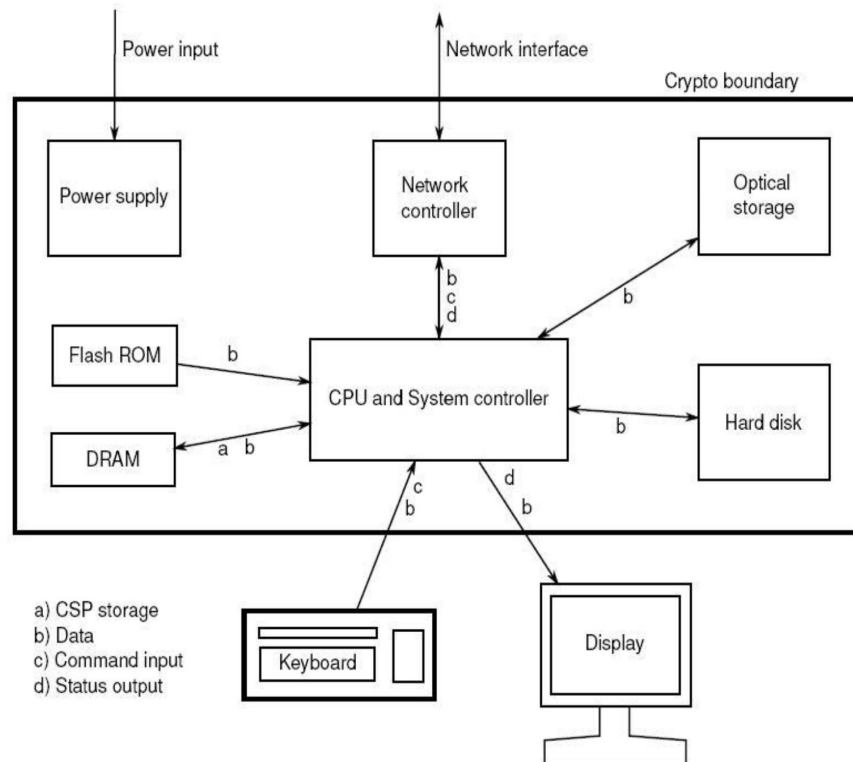 Power input
Network interface
Crypto boundary
Power supply
Network
controller
Optical
storage
b
c
d
b
Flash ROM
b
CPU and System controller
DRAM
a b
b
Hard disk
c
b
d
b
a) CSP storage
b) Data
c) Command input
d) Status output
Keyboard
Display